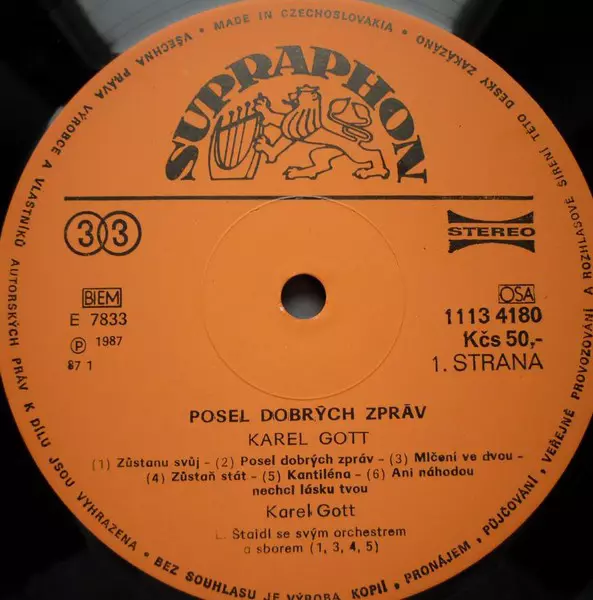 SUPRAPHON
33
STEREO
BIEM
E 7833
Ⓟ 1987
87 1
OSA
1113 4180
Kčs 50,-
1. STRANA
POSEL DOBRÝCH ZPRÁV
KAREL GOTT
(1) Zůstanu svůj – (2) Posel dobrých zpráv – (3) Mlčení ve dvou –
(4) Zůstaň stát – (5) Kantiléna – (6) Ani náhodou
nechci lásku tvou
Karel Gott
L. Štaidl se svým orchestrem
a sborem (1, 3, 4, 5)
• MADE IN CZECHOSLOVAKIA • VŠECHNA PRÁVA VÝROBCE A VLASTNÍKŮ AUTORSKÝCH PRÁV K DÍLU JSOU VYHRAZENA • BEZ SOUHLASU JE VÝROBA KOPIÍ, PRONÁJEM, PŮJČOVÁNÍ, VEŘEJNÉ PROVOZOVÁNÍ A ROZHLASOVÉ ŠÍŘENÍ TÉTO DESKY ZAKÁZÁNO